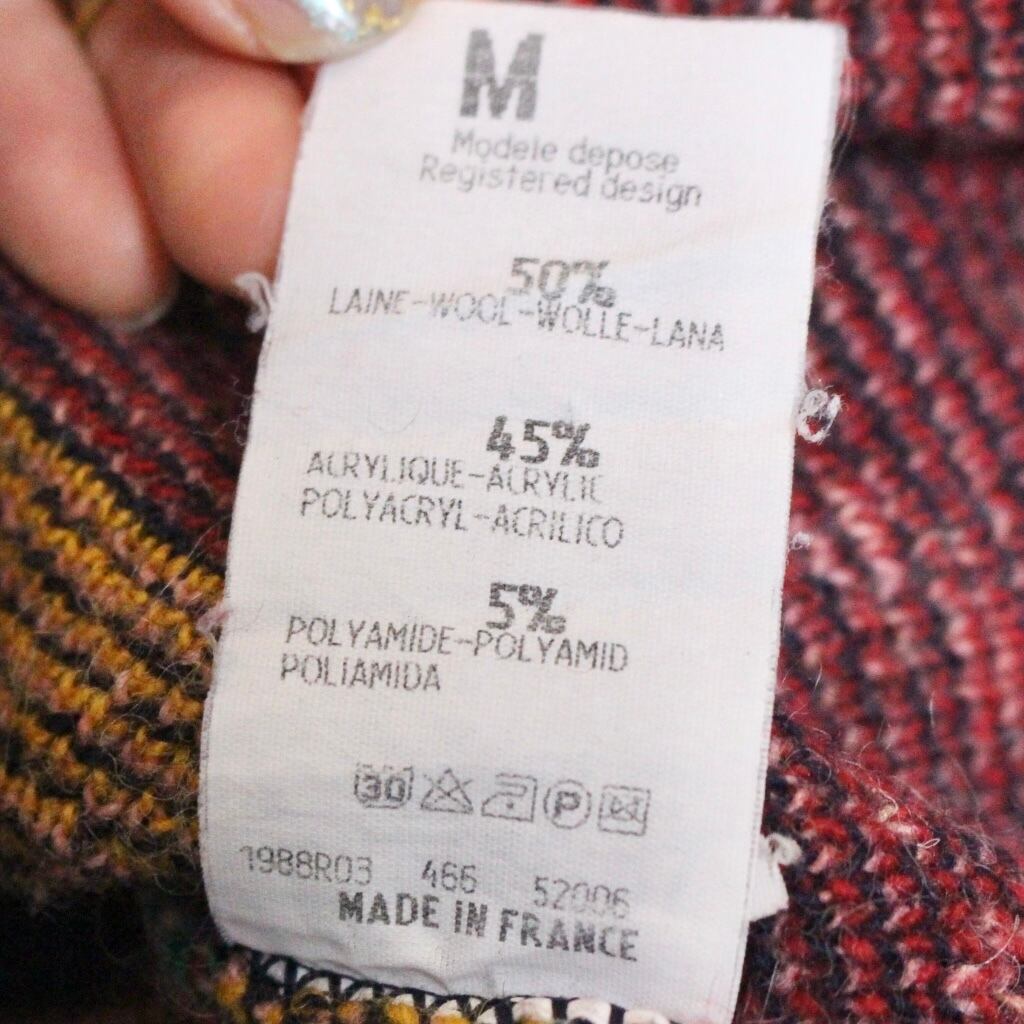 M
Modele depose
Registered design
50%
LAINE-WOOL-WOLLE-LANA
45%
ACRYLIQUE-ACRYLIC
POLYACRYL-ACRILICO
5%
POLYAMIDE-POLYAMID
POLIAMIDA
30 P
1988R03 466 52006
MADE IN FRANCE